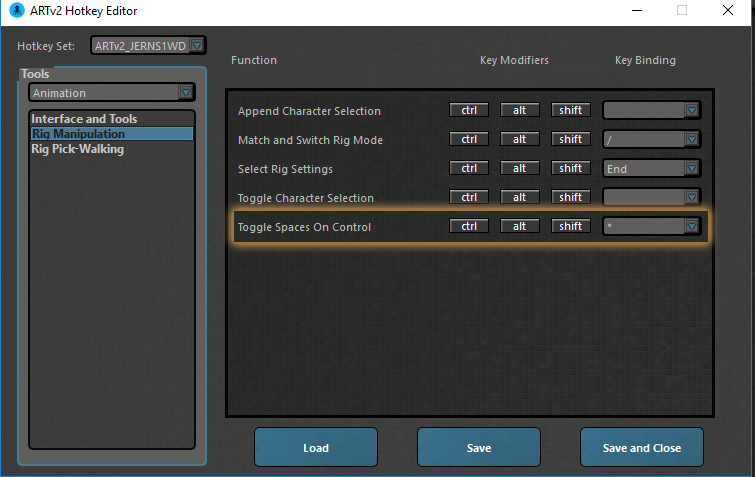 ARTv2 Hotkey Editor
Hotkey Set: ARTv2_JERNS1WD
Tools
Animation
Interface and Tools
Rig Manipulation
Rig Pick-Walking
Function Key Modifiers Key Binding
Append Character Selection ctrl alt shift
Match and Switch Rig Mode ctrl alt shift /
Select Rig Settings ctrl alt shift End
Toggle Character Selection ctrl alt shift
Toggle Spaces On Control ctrl alt shift *
Load Save Save and Close